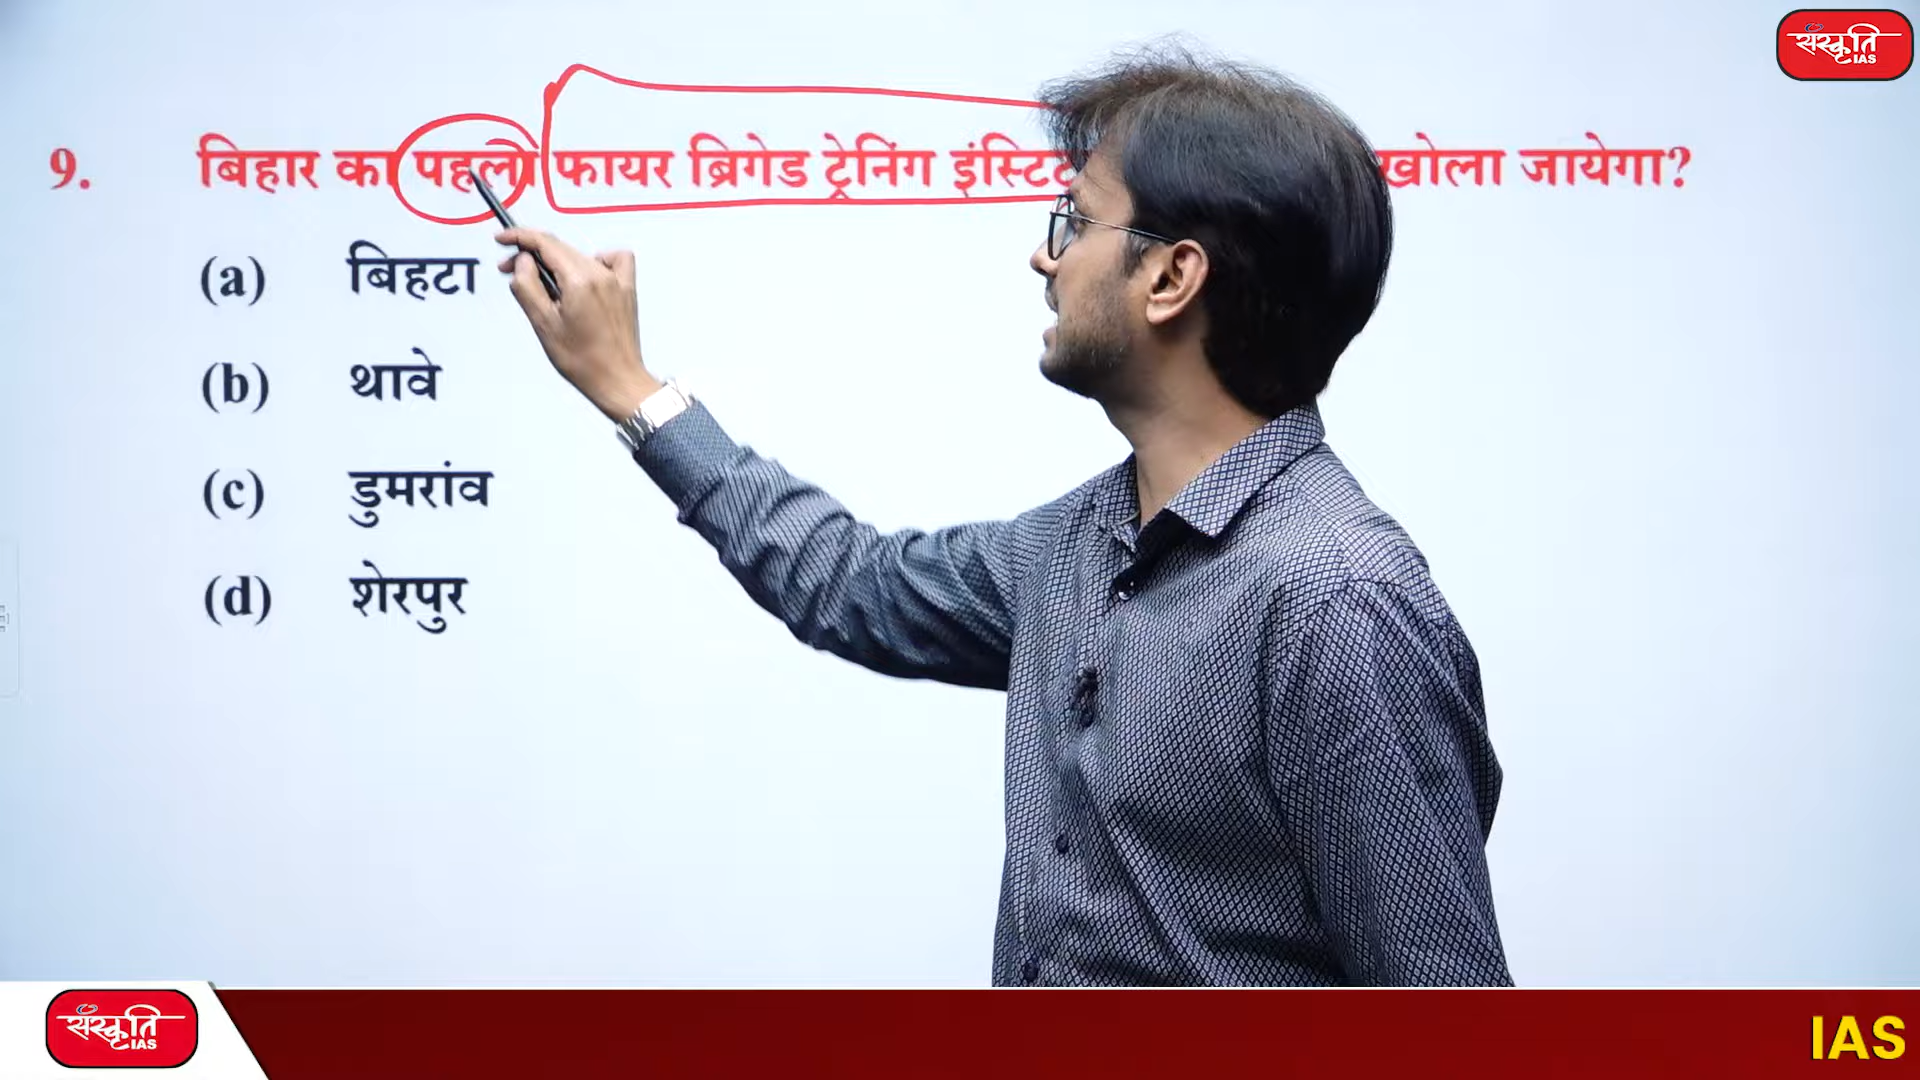 संस्कृति
IAS
9. बिहार का पहला फायर ब्रिगेड ट्रेनिंग खोला जायेगा?
(a) बिहटा
(b) थावे
(c) डुमरांव
(d) शेरपुर
संस्कृति
IAS
IAS